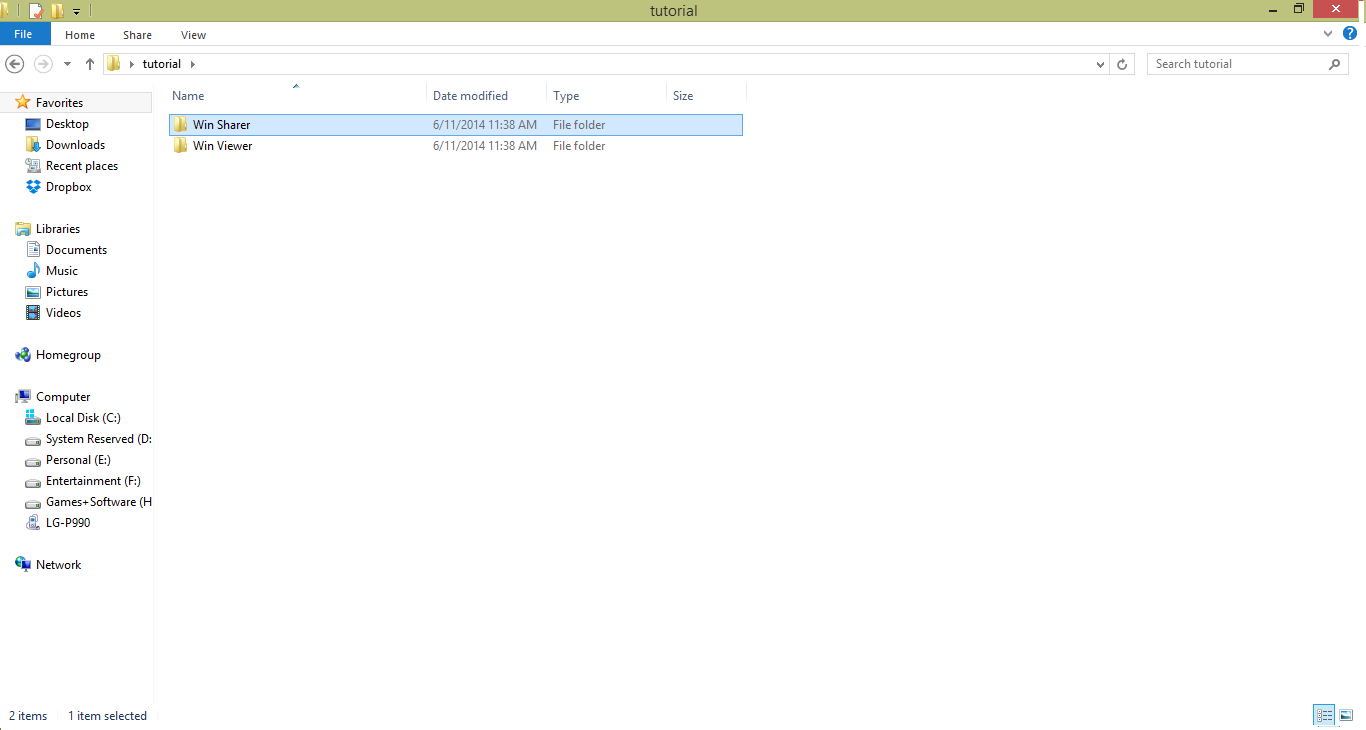 tutorial
File Home Share View
tutorial Search tutorial
Name Date modified Type Size
Favorites
Win Sharer 6/11/2014 11:38 AM File folder
Desktop
Win Viewer 6/11/2014 11:38 AM File folder
Downloads
Recent places
Dropbox
Libraries
Documents
Music
Pictures
Videos
Homegroup
Computer
Local Disk (C:)
System Reserved (D:
Personal (E:)
Entertainment (F:)
Games+Software (H
LG-P990
Network
2 items 1 item selected